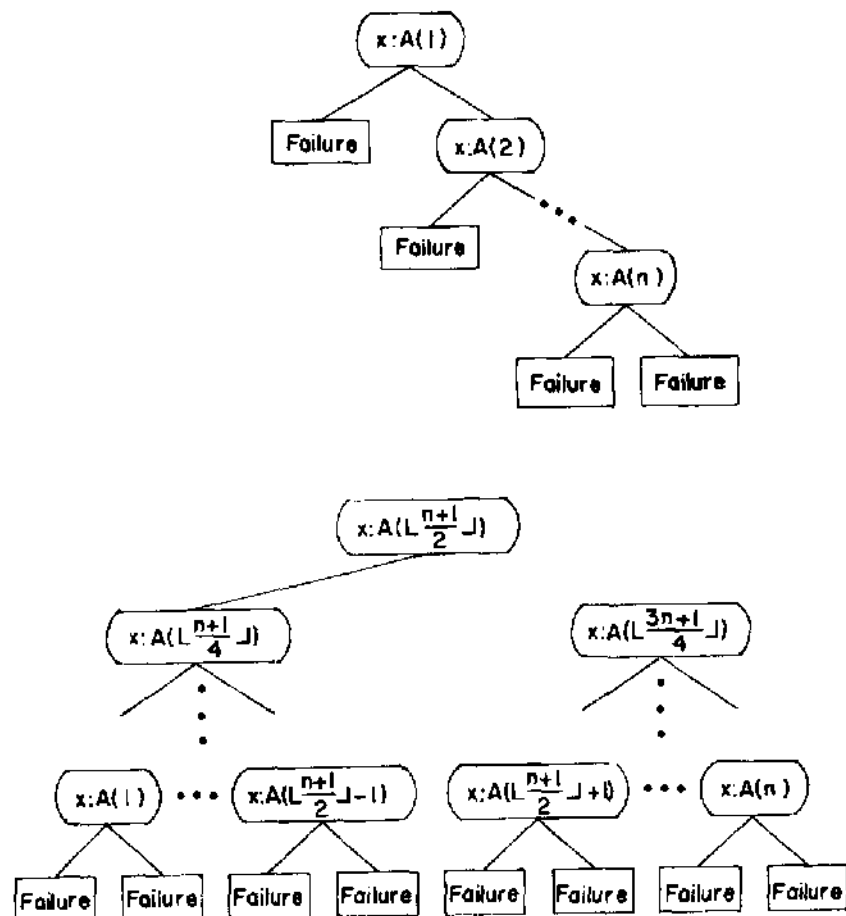 x:A(1)
Failure
x:A(2)
Failure
x:A(n)
Failure Failure
x:A(⌊(n+1)/2⌋)
x:A(⌊(n+1)/4⌋) x:A(⌊(3n+1)/4⌋)
x:A(1) ••• x:A(⌊(n+1)/2⌋-1) x:A(⌊(n+1)/2⌋+1) ••• x:A(n)
Failure Failure Failure Failure Failure Failure Failure Failure